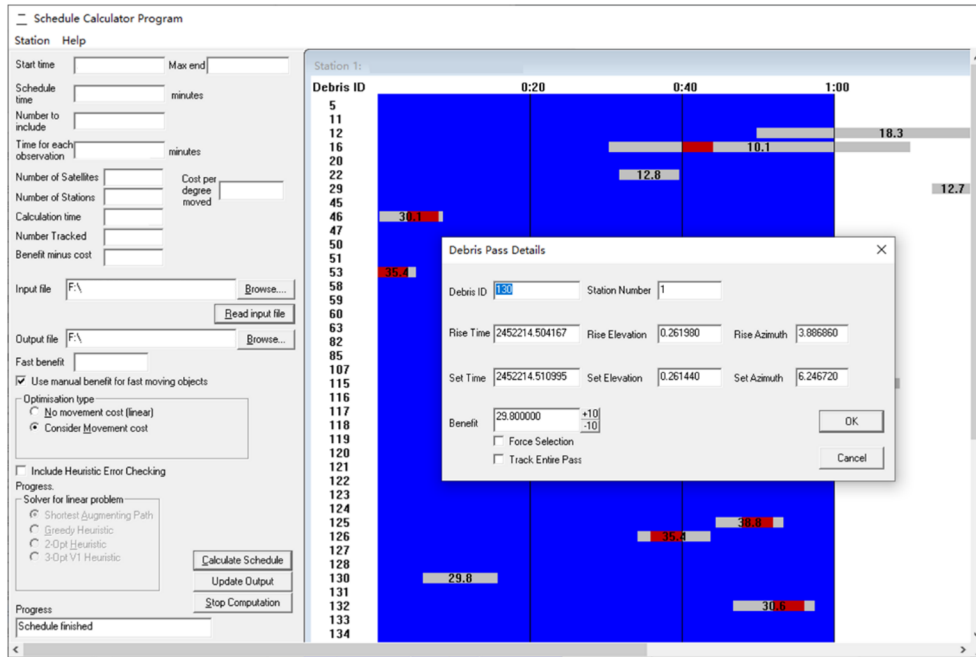 Schedule Calculator Program
Station Help
Start time Max end
Schedule time minutes
Number to include
Time for each observation minutes
Number of Satellites
Cost per degree moved
Number of Stations
Calculation time
Number Tracked
Benefit minus cost
Input file F:\ Browse....
Read input file
Output file F:\ Browse...
Fast benefit
Use manual benefit for fast moving objects
Optimisation type
No movement cost (linear)
Consider Movement cost
Include Heuristic Error Checking
Progress.
Solver for linear problem
Shortest Augmenting Path
Greedy Heuristic
2-Opt Heuristic
3-Opt V1 Heuristic
Calculate Schedule
Update Output
Stop Computation
Progress
Schedule finished
Station 1:
Debris ID 0:20 0:40 1:00
5
11
12 18.3
16 10.1
20
22 12.8
29 12.7
45
46 30.1
47
50
51
53 35.4
58
59
60
63
82
85
107
115
116
117
118
119
120
121
122
123
124
125 38.8
126 35.4
127
128
130 29.8
131
132 30.6
133
134
Debris Pass Details
Debris ID 130 Station Number 1
Rise Time 2452214.504167 Rise Elevation 0.261980 Rise Azimuth 3.886860
Set Time 2452214.510995 Set Elevation 0.261440 Set Azimuth 6.246720
Benefit 29.800000 +10 -10
Force Selection
Track Entire Pass
OK
Cancel